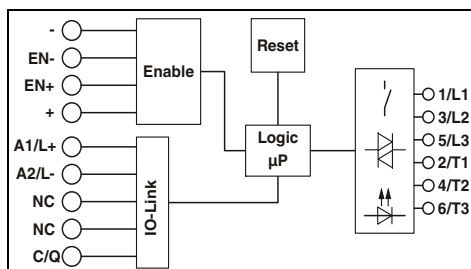 -
EN-
EN+
+
Enable
Reset
A1/L+
A2/L-
NC
NC
C/Q
IO-Link
Logic
µP
1/L1
3/L2
5/L3
2/T1
4/T2
6/T3